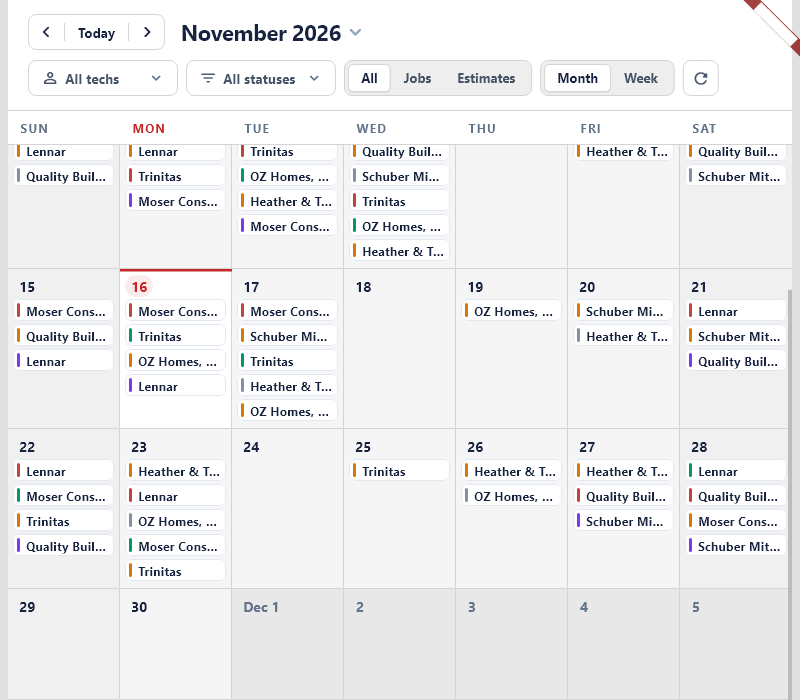 Today
November 2026
All techs
All statuses
All
Jobs
Estimates
Month
Week
SUN MON TUE WED THU FRI SAT
Lennar
Quality Buil...
Lennar
Trinitas
Moser Cons...
Trinitas
OZ Homes, ...
Heather & T...
Moser Cons...
Quality Buil...
Schuber Mi...
Trinitas
OZ Homes, ...
Heather & T...
Heather & T...
Quality Buil...
Schuber Mit...
15
Moser Cons...
Quality Buil...
Lennar
16
Moser Cons...
Trinitas
OZ Homes, ...
Lennar
17
Moser Cons...
Schuber Mi...
Trinitas
Heather & T...
OZ Homes, ...
18
19
OZ Homes, ...
20
Schuber Mi...
Heather & T...
21
Lennar
Schuber Mit...
Quality Buil...
22
Lennar
Moser Cons...
Trinitas
Quality Buil...
23
Heather & T...
Lennar
OZ Homes, ...
Moser Cons...
Trinitas
24
25
Trinitas
26
Heather & T...
OZ Homes, ...
27
Heather & T...
Quality Buil...
Schuber Mi...
28
Lennar
Quality Buil...
Moser Cons...
Schuber Mit...
29
30
Dec 1
2
3
4
5